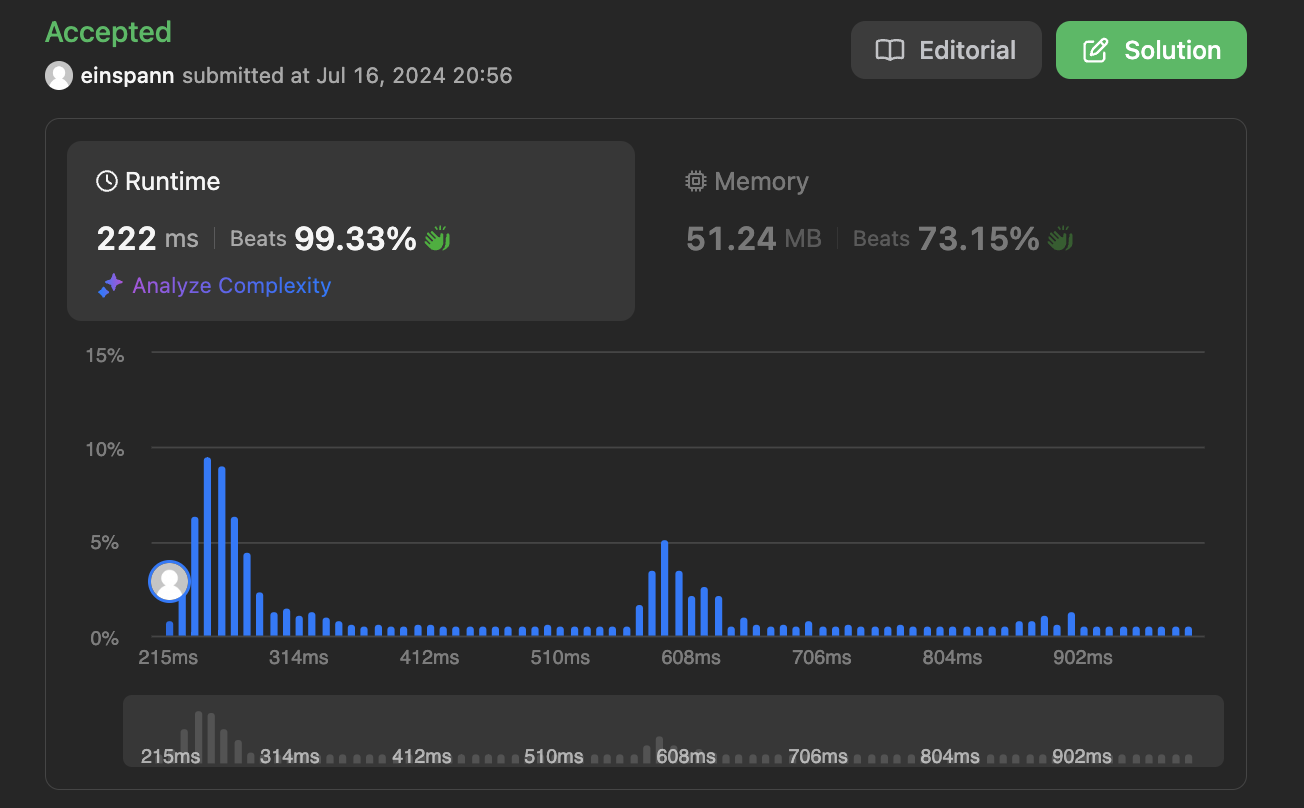 Accepted
Editorial
Solution
einspann submitted at Jul 16, 2024 20:56
Runtime
Memory
222 ms | Beats 99.33%
51.24 MB | Beats 73.15%
Analyze Complexity
15%
10%
5%
0%
215ms 314ms 412ms 510ms 608ms 706ms 804ms 902ms
215ms 314ms 412ms 510ms 608ms 706ms 804ms 902ms